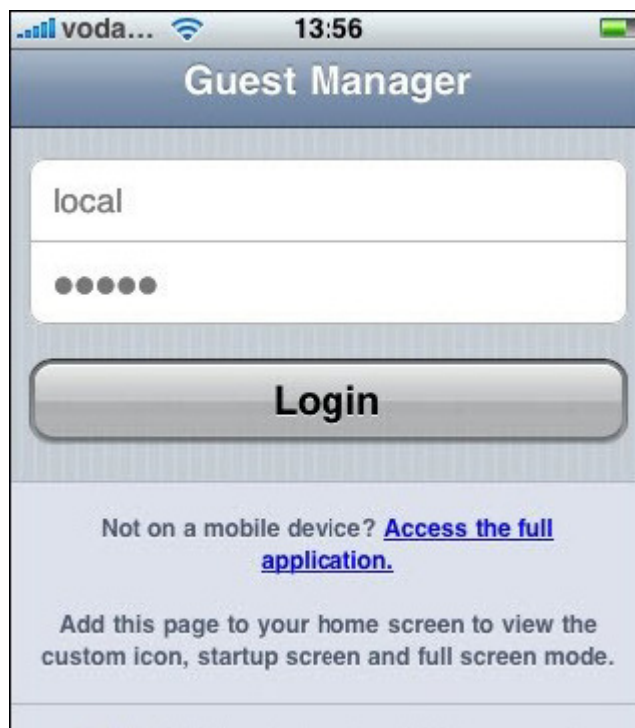 voda... 13:56
Guest Manager
local
●●●●●
Login
Not on a mobile device? Access the full
application.
Add this page to your home screen to view the
custom icon, startup screen and full screen mode.